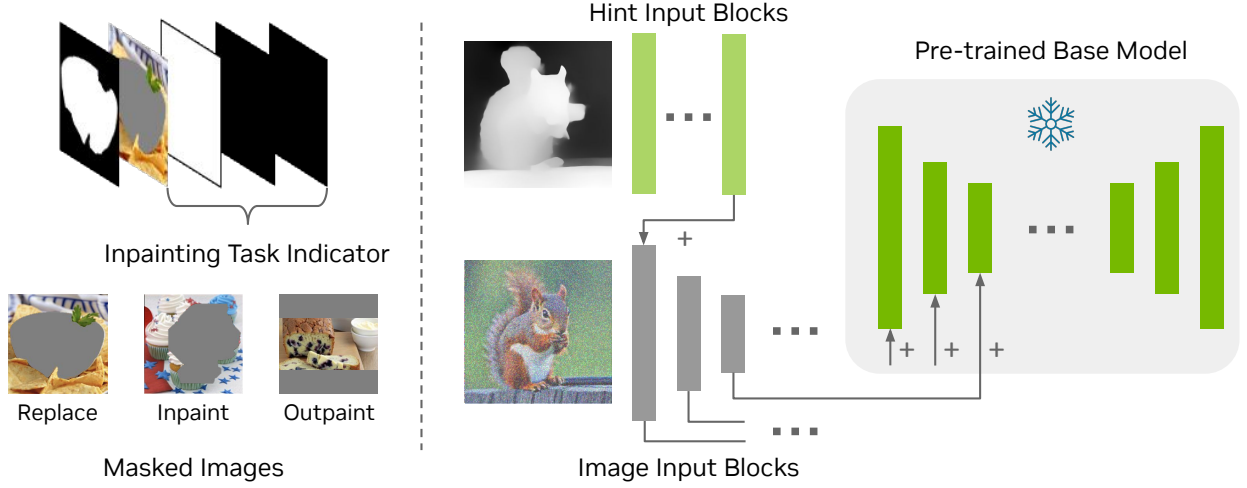 Inpainting Task Indicator
Replace
Inpaint
Outpaint
Masked Images
Hint Input Blocks
+
Image Input Blocks
Pre-trained Base Model
+ + +